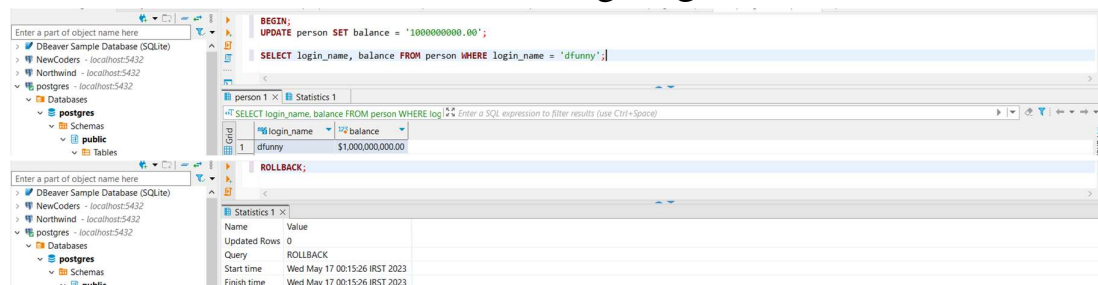 BEGIN;
UPDATE person SET balance = '1000000000.00';
SELECT login_name, balance FROM person WHERE login_name = 'dfunny';
Enter a part of object name here
DBeaver Sample Database (SQLite)
NewCoders - localhost:5432
Northwind - localhost:5432
postgres - localhost:5432
Databases
postgres
Schemas
public
Tables
person 1
Statistics 1
SELECT login_name, balance FROM person WHERE log
Enter a SQL expression to filter results (use Ctrl+Space)
Grid
login_name
123 balance
1 dfunny $1,000,000,000.00
ROLLBACK;
Enter a part of object name here
DBeaver Sample Database (SQLite)
NewCoders - localhost:5432
Northwind - localhost:5432
postgres - localhost:5432
Databases
postgres
Schemas
public
Statistics 1
Name Value
Updated Rows 0
Query ROLLBACK
Start time Wed May 17 00:15:26 IRST 2023
Finish time Wed May 17 00:15:26 IRST 2023